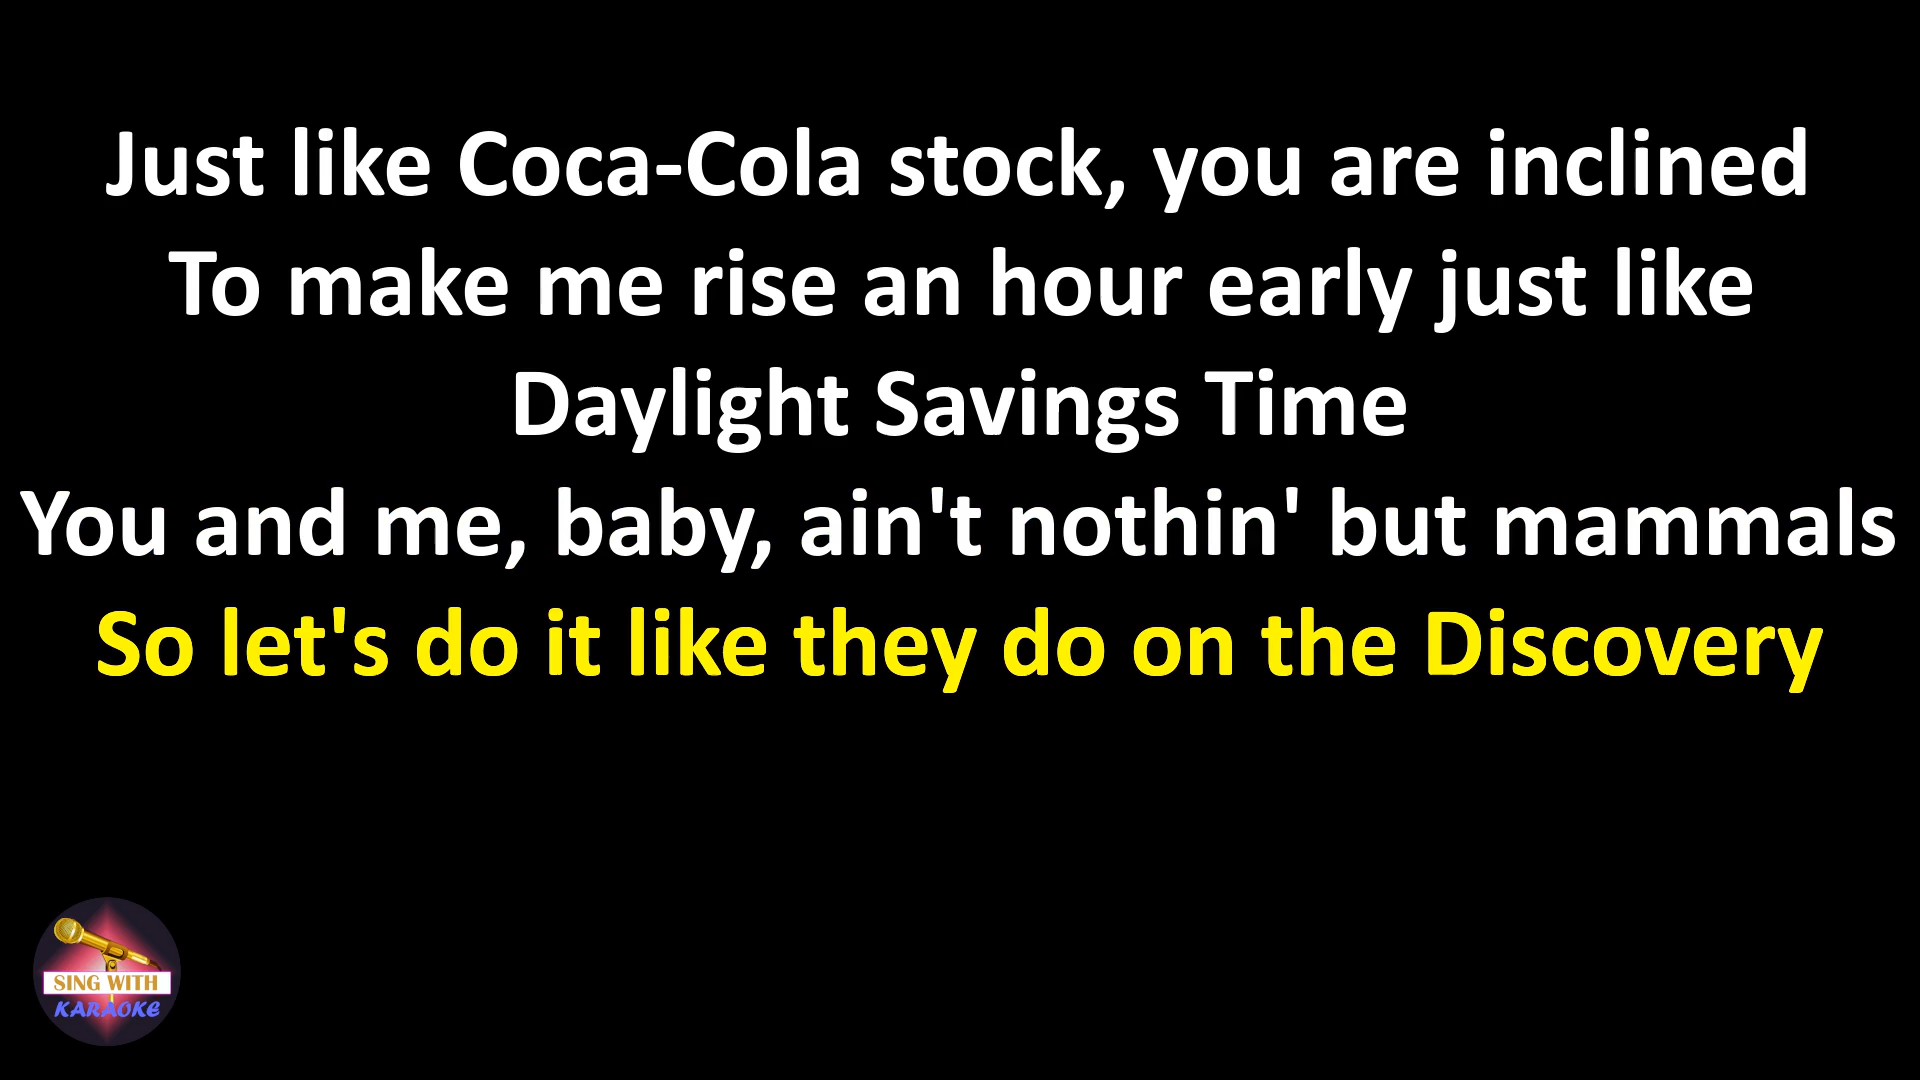 Just like Coca-Cola stock, you are inclined
To make me rise an hour early just like
Daylight Savings Time
You and me, baby, ain't nothin' but mammals
So let's do it like they do on the Discovery
SING WITH
KARAOKE